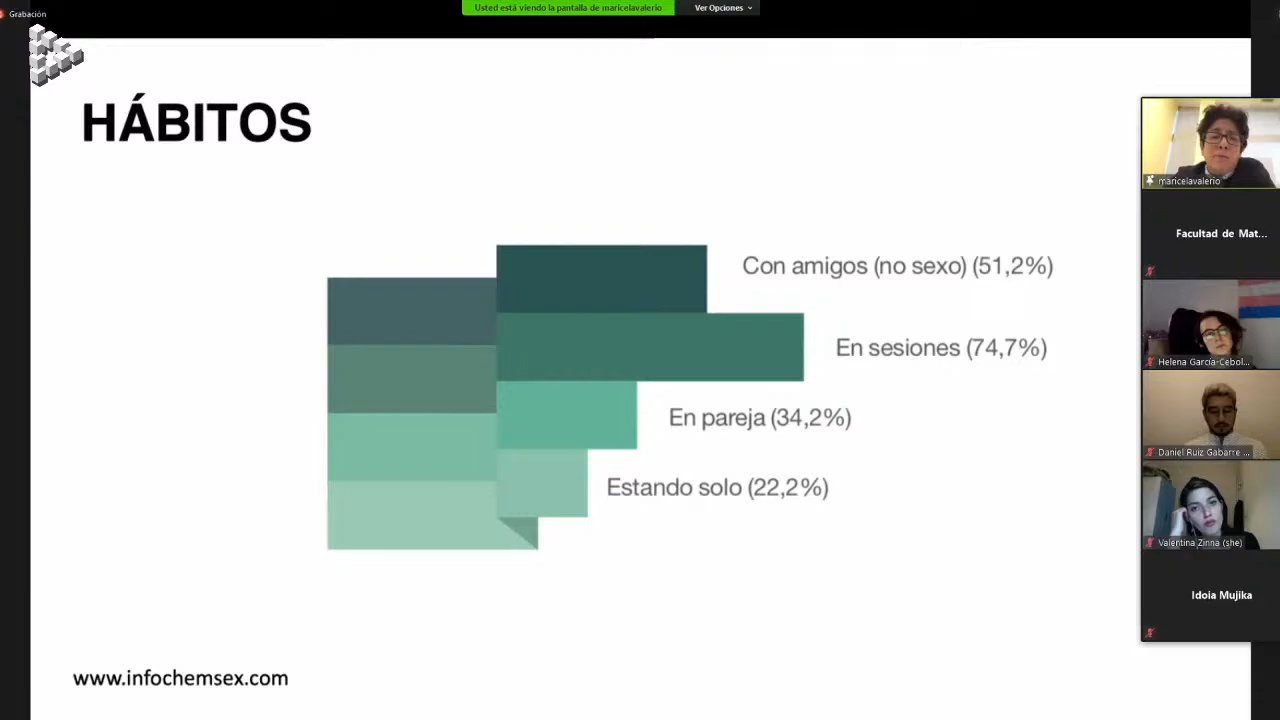 Grabación
Usted está viendo la pantalla de maricelavalerio
Ver Opciones
HÁBITOS
Con amigos (no sexo) (51,2%)
En sesiones (74,7%)
En pareja (34,2%)
Estando solo (22,2%)
www.infochemsex.com
maricelavalerio
Facultad de Mat...
Helena García-Cebol...
Daniel Ruiz Gabarre ...
Valentina Zinna (she)
Idoia Mujika